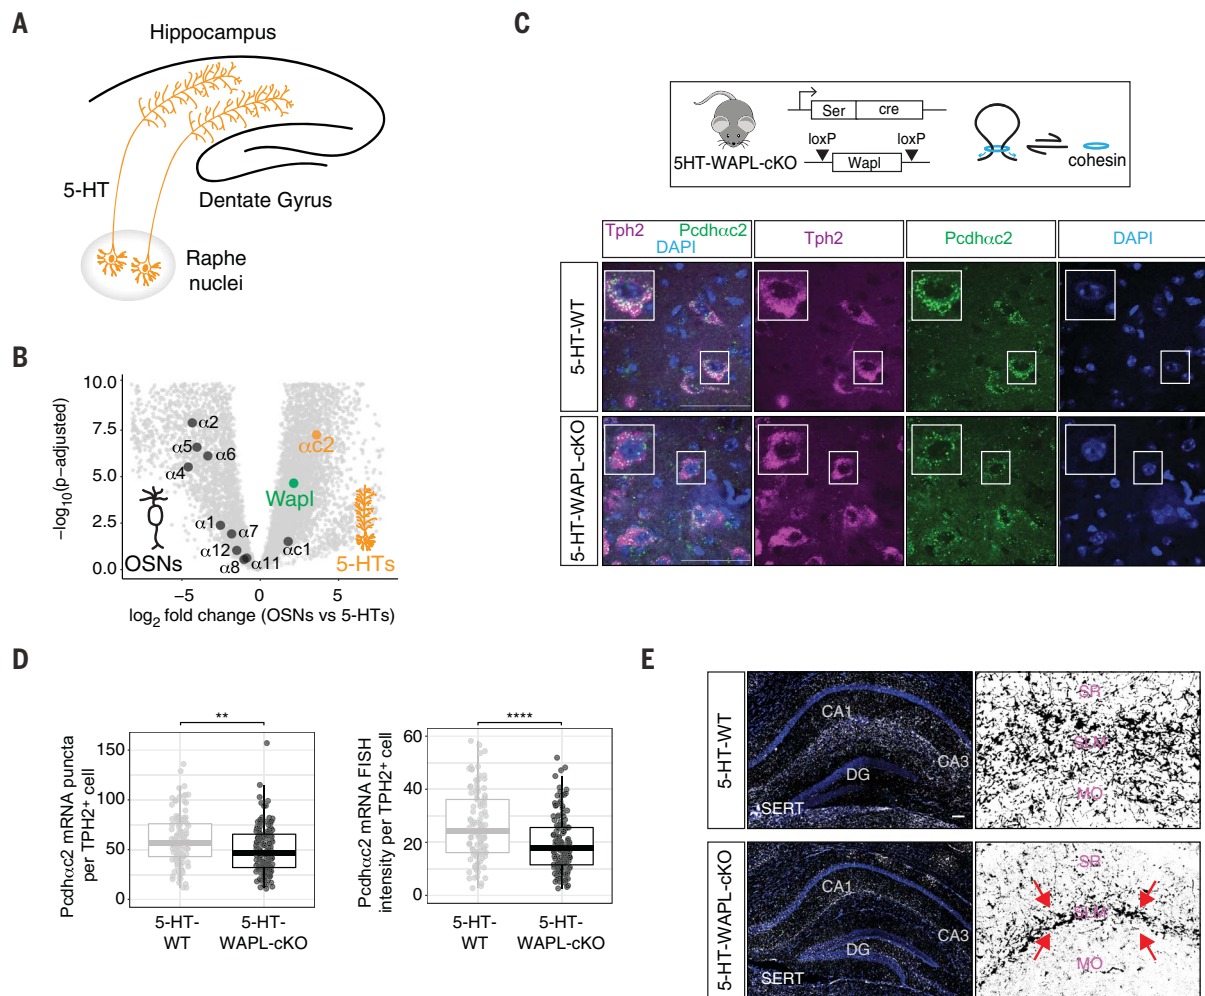 A
Hippocampus
5-HT
Dentate Gyrus
Raphe
nuclei
B
10.0
7.5
5.0
2.5
0.0
−log10(p−adjusted)
α2
α5
α6
α4
α1
α7
α12
α8
α11
αc1
αc2
Wapl
OSNs
5-HTs
−5
0
5
log2 fold change (OSNs vs 5-HTs)
C
Ser
cre
loxP
loxP
Wapl
5HT-WAPL-cKO
cohesin
Tph2
Pcdhαc2
DAPI
Tph2
Pcdhαc2
DAPI
5-HT-WT
5-HT-WAPL-cKO
D
**
150
100
50
0
Pcdhαc2 mRNA puncta
per TPH2+ cell
5-HT-
WT
5-HT-
WAPL-cKO
****
60
40
20
0
Pcdhαc2 mRNA FISH
intensity per TPH2+ cell
5-HT-
WT
5-HT-
WAPL-cKO
E
5-HT-WT
CA1
CA3
DG
SERT
SR
SLM
MO
5-HT-WAPL-cKO
CA1
CA3
DG
SERT
SR
SLM
MO